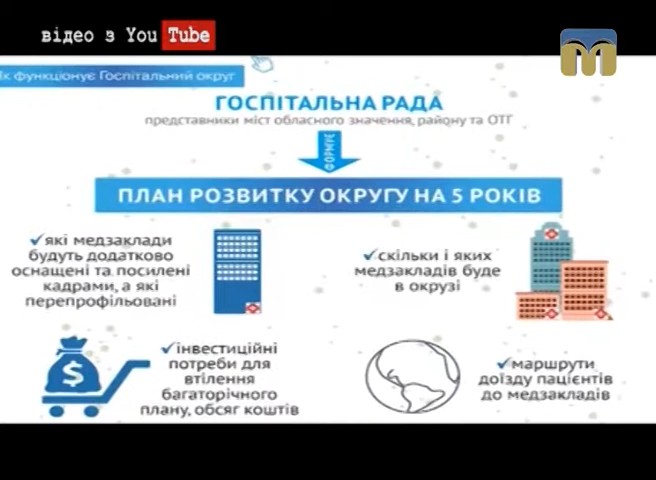 відео з YouTube
Як функціонує Госпітальний округ
ГОСПІТАЛЬНА РАДА
представники міст обласного значення, району та ОТГ
ФОРМУЄ
ПЛАН РОЗВИТКУ ОКРУГУ НА 5 РОКІВ
які медзаклади
будуть додатково
оснащені та посилені
кадрами, а які
перепрофільовані
скільки і яких
медзакладів буде
в окрузі
$
інвестиційні
потреби для
втілення
багаторічного
плану, обсяг коштів
маршрути
доїзду пацієнтів
до медзакладів